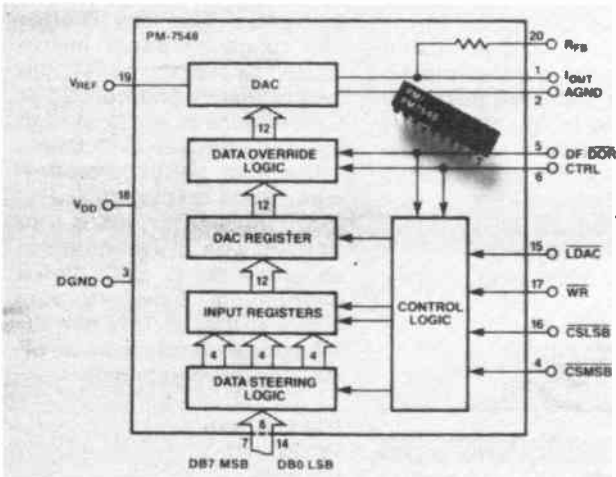 PM-7548
20 RFB
VREF 19
DAC
1 IOUT
2 AGND
12
DATA OVERRIDE
LOGIC
5 DF DOR
6 CTRL
12
18
VDD
DAC REGISTER
15 LDAC
12
17 WR
DGND 3
INPUT REGISTERS
CONTROL
LOGIC
16 CSLSB
4 4 4
4 CSMSB
DATA STEERING
LOGIC
8
7 14
DB7 MSB DB0 LSB